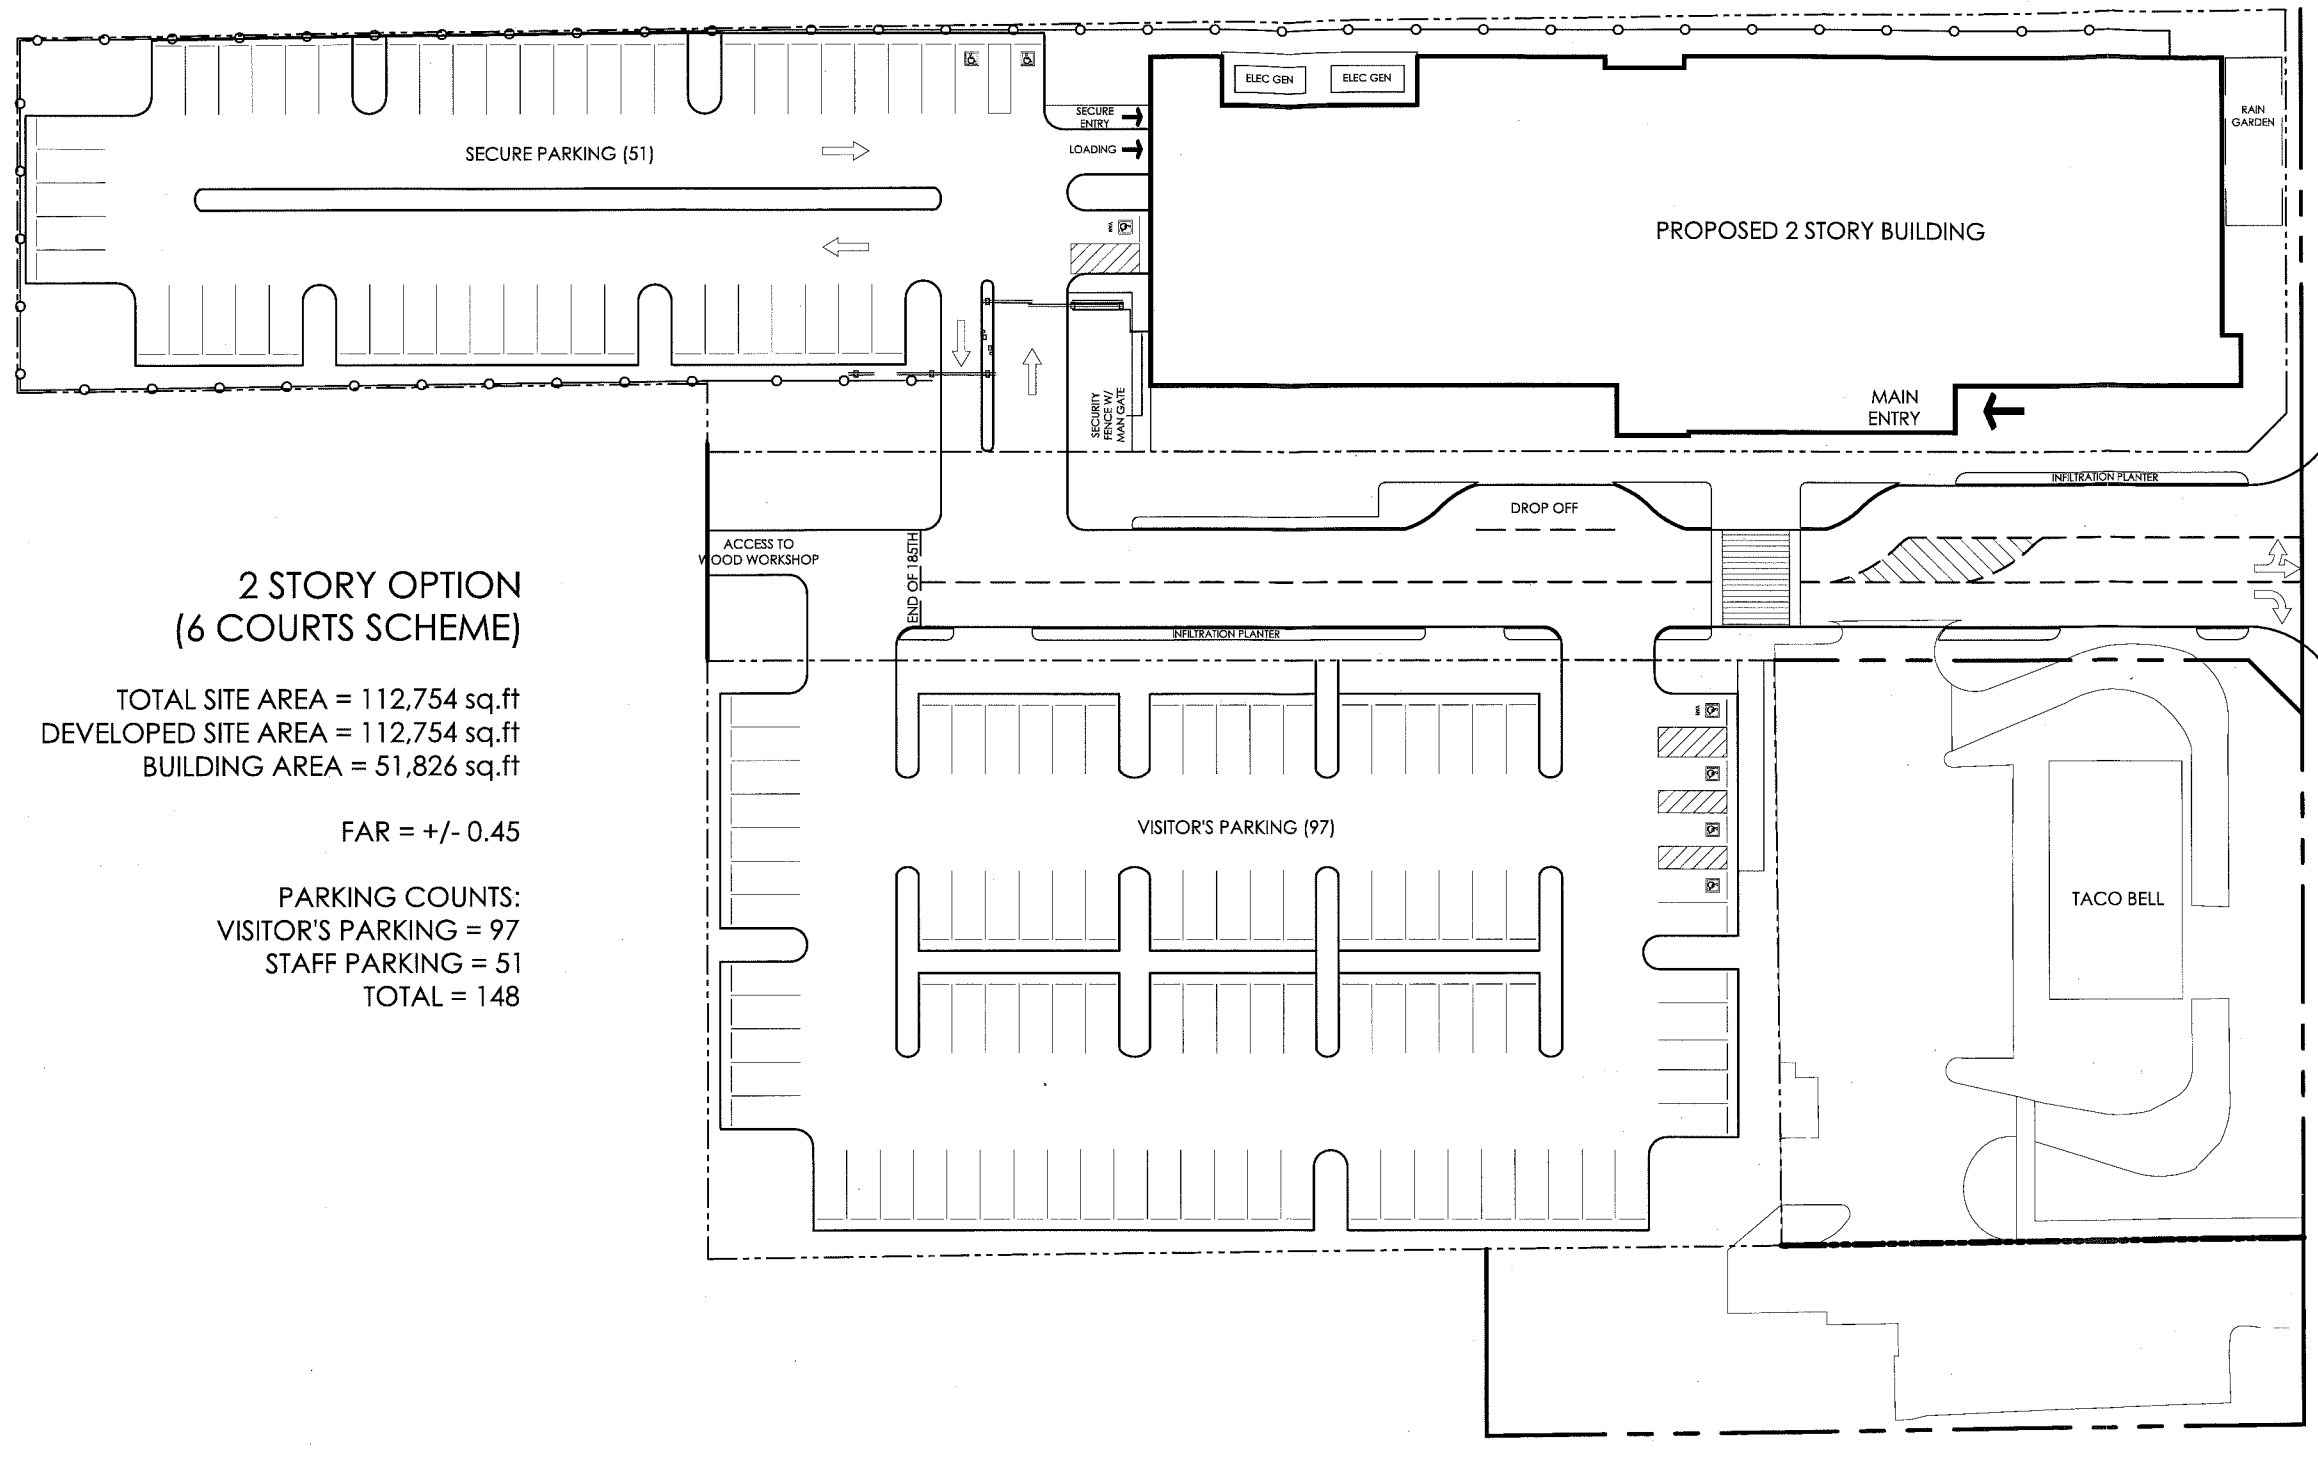 ELEC GEN
ELEC GEN
RAIN
GARDEN
SECURE
ENTRY
LOADING
SECURE PARKING (51)
VAN
PROPOSED 2 STORY BUILDING
SECURITY
FENCE W/
MAN GATE
MAIN
ENTRY
INFILTRATION PLANTER
DROP OFF
ACCESS TO
WOOD WORKSHOP
END OF 185TH
INFILTRATION PLANTER
2 STORY OPTION
(6 COURTS SCHEME)
TOTAL SITE AREA = 112,754 sq.ft
DEVELOPED SITE AREA = 112,754 sq.ft
BUILDING AREA = 51,826 sq.ft
FAR = +/- 0.45
PARKING COUNTS:
VISITOR'S PARKING = 97
STAFF PARKING = 51
TOTAL = 148
VAN
VISITOR'S PARKING (97)
TACO BELL